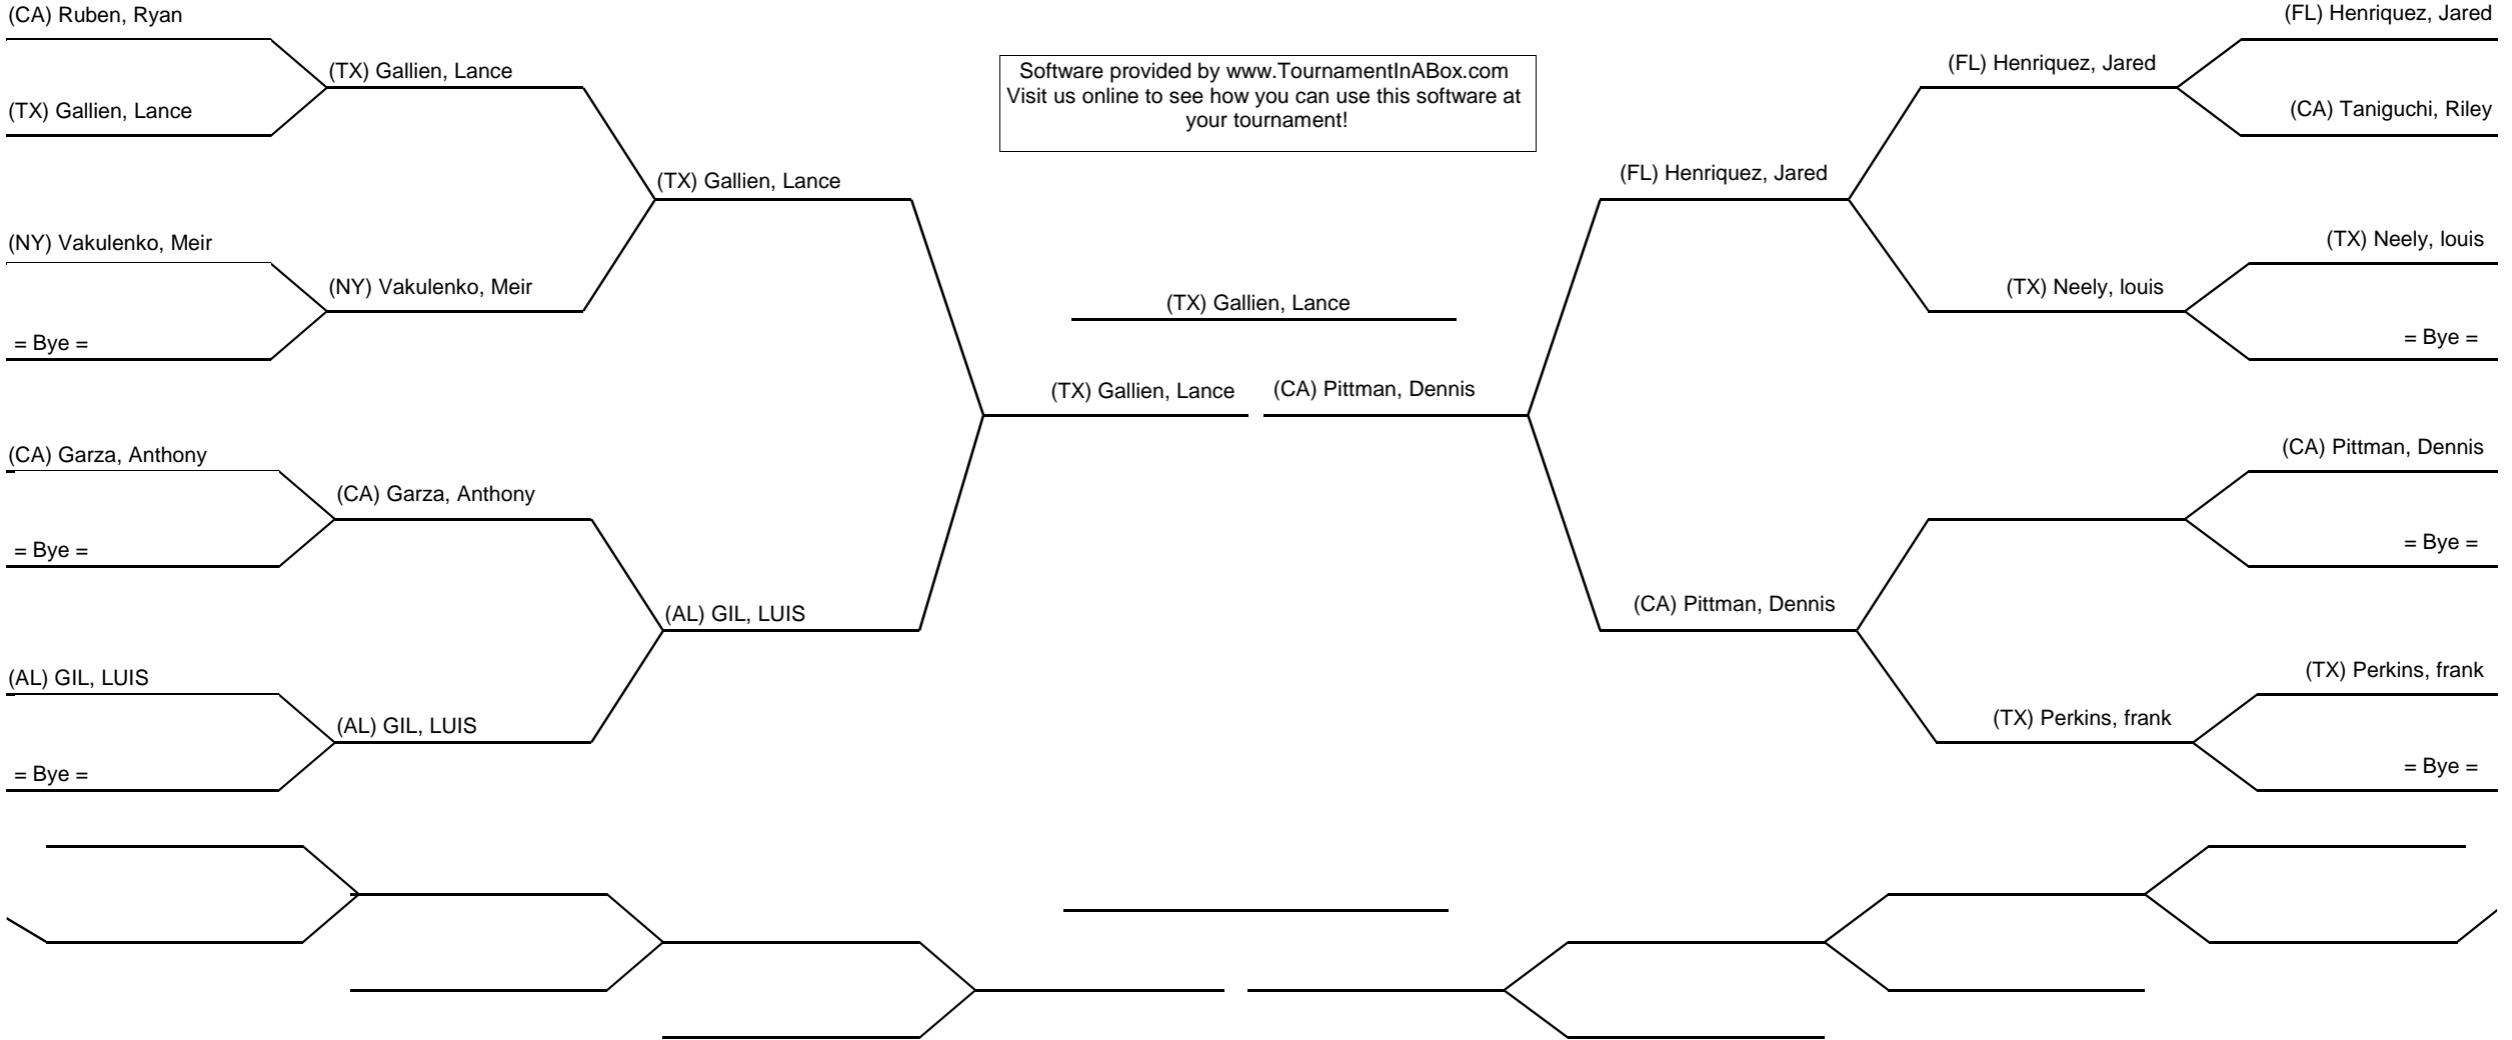 (CA) Ruben, Ryan
(TX) Gallien, Lance
(NY) Vakulenko, Meir
= Bye =
(CA) Garza, Anthony
= Bye =
(AL) GIL, LUIS
= Bye =
(TX) Gallien, Lance
(NY) Vakulenko, Meir
(CA) Garza, Anthony
(AL) GIL, LUIS
(TX) Gallien, Lance
(AL) GIL, LUIS
Software provided by www.TournamentInABox.com
Visit us online to see how you can use this software at
your tournament!
(TX) Gallien, Lance
(TX) Gallien, Lance
(CA) Pittman, Dennis
(FL) Henriquez, Jared
(CA) Pittman, Dennis
(FL) Henriquez, Jared
(TX) Neely, louis
(TX) Perkins, frank
(FL) Henriquez, Jared
(CA) Taniguchi, Riley
(TX) Neely, louis
= Bye =
(CA) Pittman, Dennis
= Bye =
(TX) Perkins, frank
= Bye =